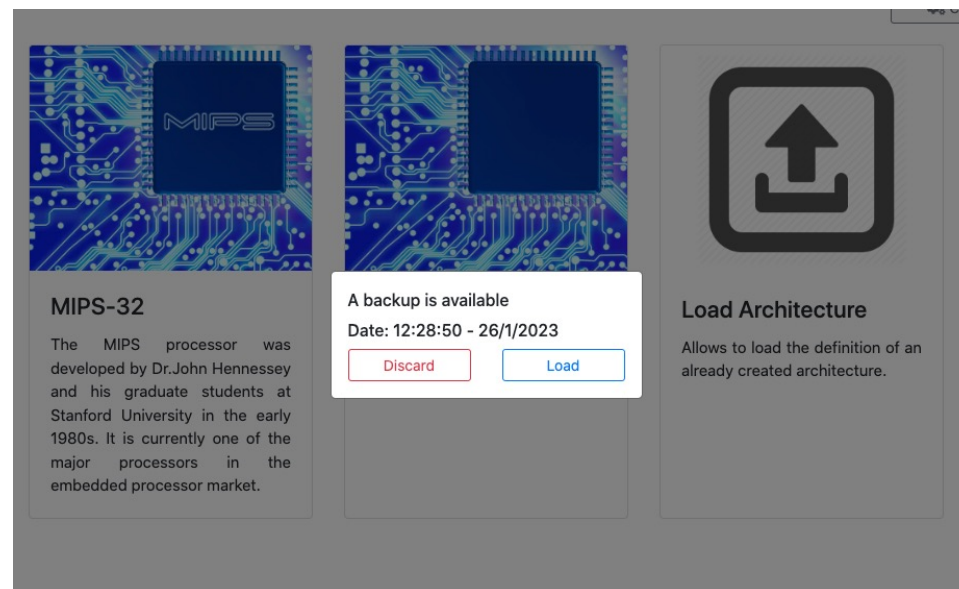 MIPS
MIPS-32
The MIPS processor was
developed by Dr.John Hennessey
and his graduate students at
Stanford University in the early
1980s. It is currently one of the
major processors in the
embedded processor market.
A backup is available
Date: 12:28:50 - 26/1/2023
Discard Load
Load Architecture
Allows to load the definition of an
already created architecture.